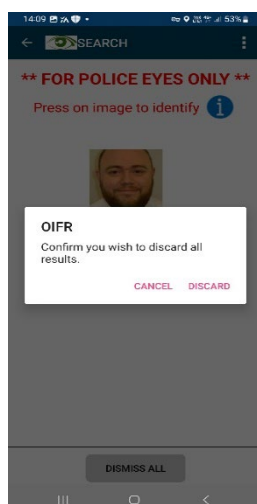 14:09 53%
SEARCH
** FOR POLICE EYES ONLY **
Press on image to identify i
OIFR
Confirm you wish to discard all
results.
CANCEL DISCARD
DISMISS ALL